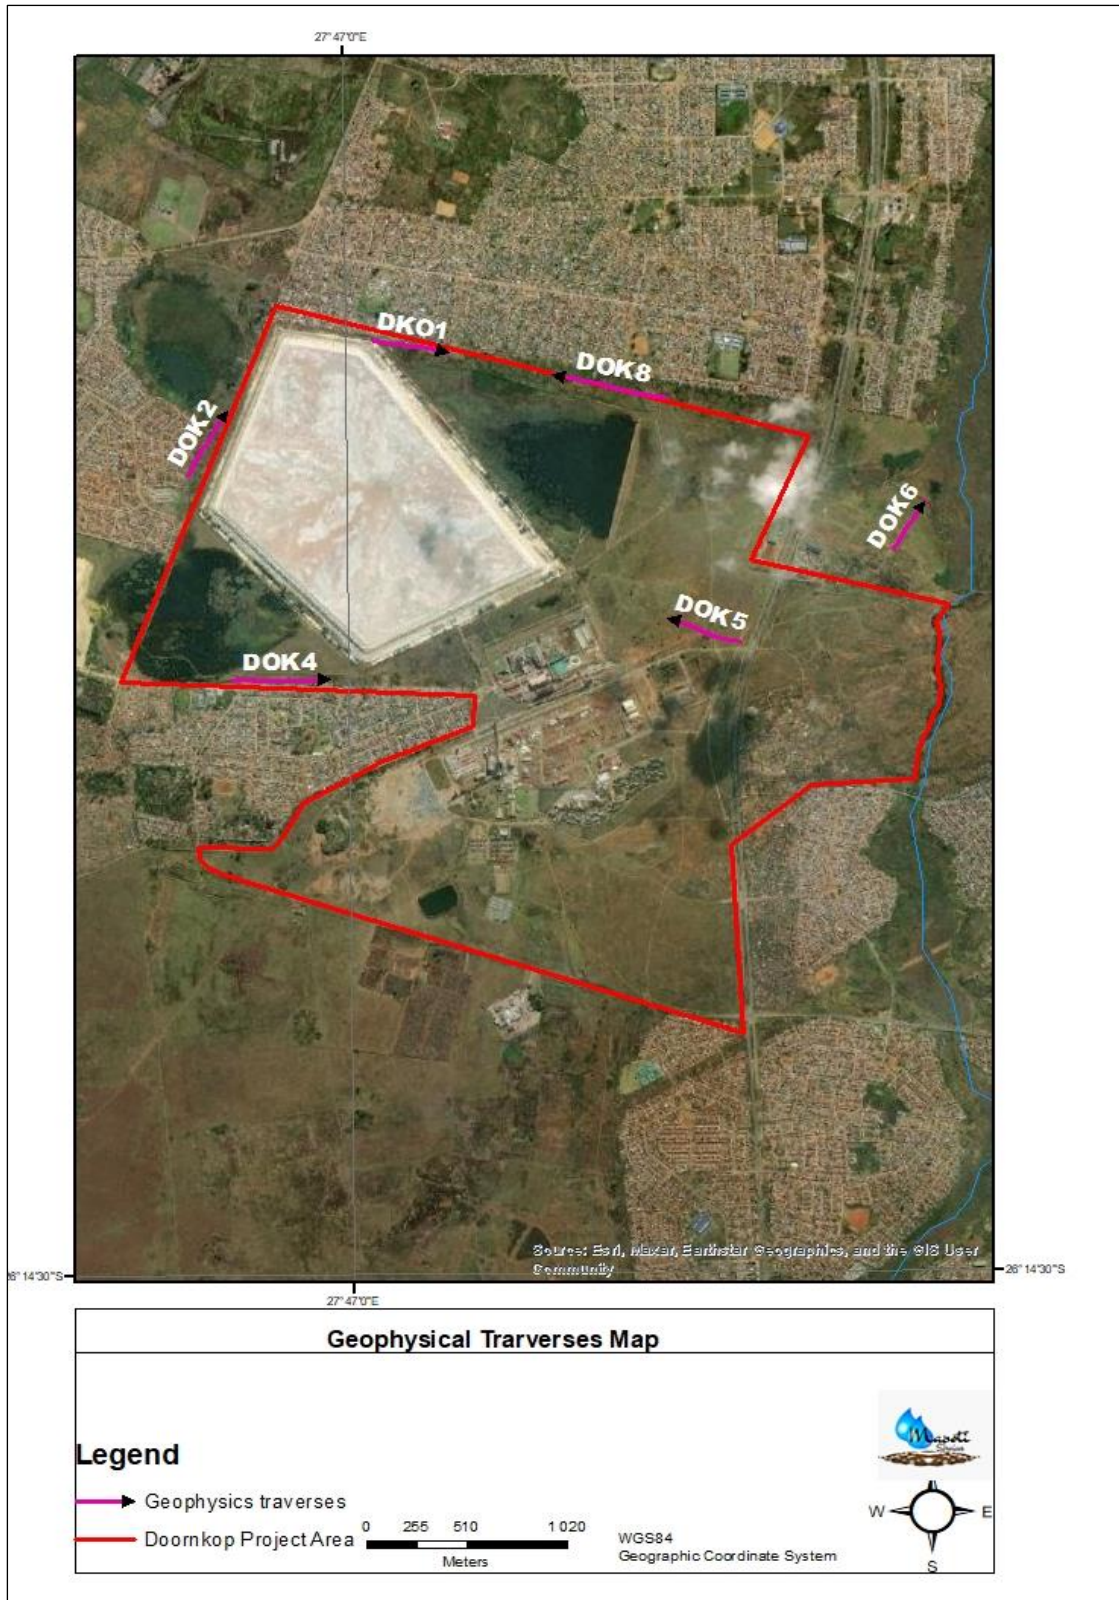 27°47'0"E
DKO1
DOK8
DOK2
DOK6
DOK5
DOK4
Source: Esri, Maxar, Earthstar Geographics, and the GIS User
Community
6°14'30"S
26°14'30"S
27°47'0"E
Geophysical Trarverses Map
Legend
Geophysics traverses
Doornkop Project Area
0 255 510 1 020
Meters
WGS84
Geographic Coordinate System
W
E
S